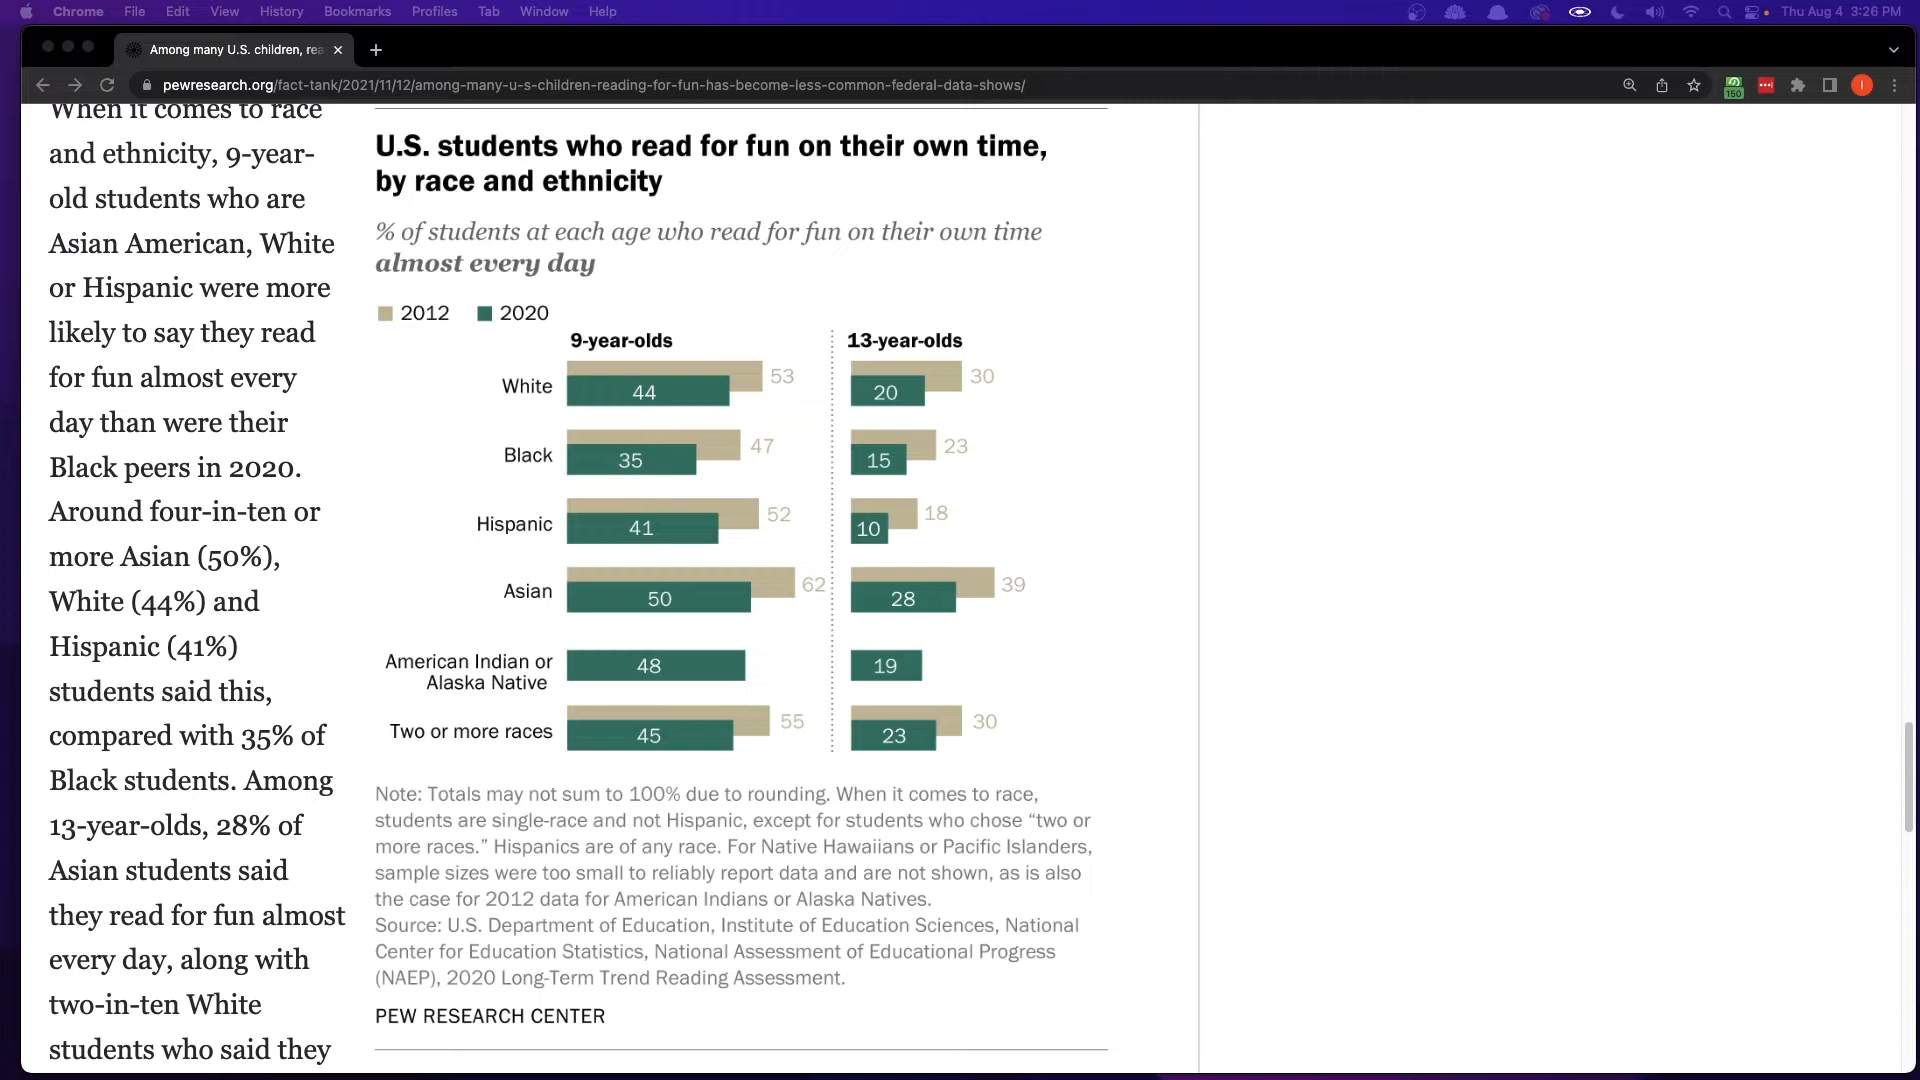 Chrome File Edit View History Bookmarks Profiles Tab Window Help
Thu Aug 4 3:26 PM
Among many U.S. children, rea
pewresearch.org/fact-tank/2021/11/12/among-many-u-s-children-reading-for-fun-has-become-less-common-federal-data-shows/
150
I
When it comes to race
and ethnicity, 9-year-
old students who are
Asian American, White
or Hispanic were more
likely to say they read
for fun almost every
day than were their
Black peers in 2020.
Around four-in-ten or
more Asian (50%),
White (44%) and
Hispanic (41%)
students said this,
compared with 35% of
Black students. Among
13-year-olds, 28% of
Asian students said
they read for fun almost
every day, along with
two-in-ten White
students who said they
U.S. students who read for fun on their own time,
by race and ethnicity
% of students at each age who read for fun on their own time
almost every day
2012 2020
9-year-olds 13-year-olds
White 44 53 20 30
Black 35 47 15 23
Hispanic 41 52 10 18
Asian 50 62 28 39
American Indian or
Alaska Native 48 19
Two or more races 45 55 23 30
Note: Totals may not sum to 100% due to rounding. When it comes to race,
students are single-race and not Hispanic, except for students who chose “two or
more races.” Hispanics are of any race. For Native Hawaiians or Pacific Islanders,
sample sizes were too small to reliably report data and are not shown, as is also
the case for 2012 data for American Indians or Alaska Natives.
Source: U.S. Department of Education, Institute of Education Sciences, National
Center for Education Statistics, National Assessment of Educational Progress
(NAEP), 2020 Long-Term Trend Reading Assessment.
PEW RESEARCH CENTER